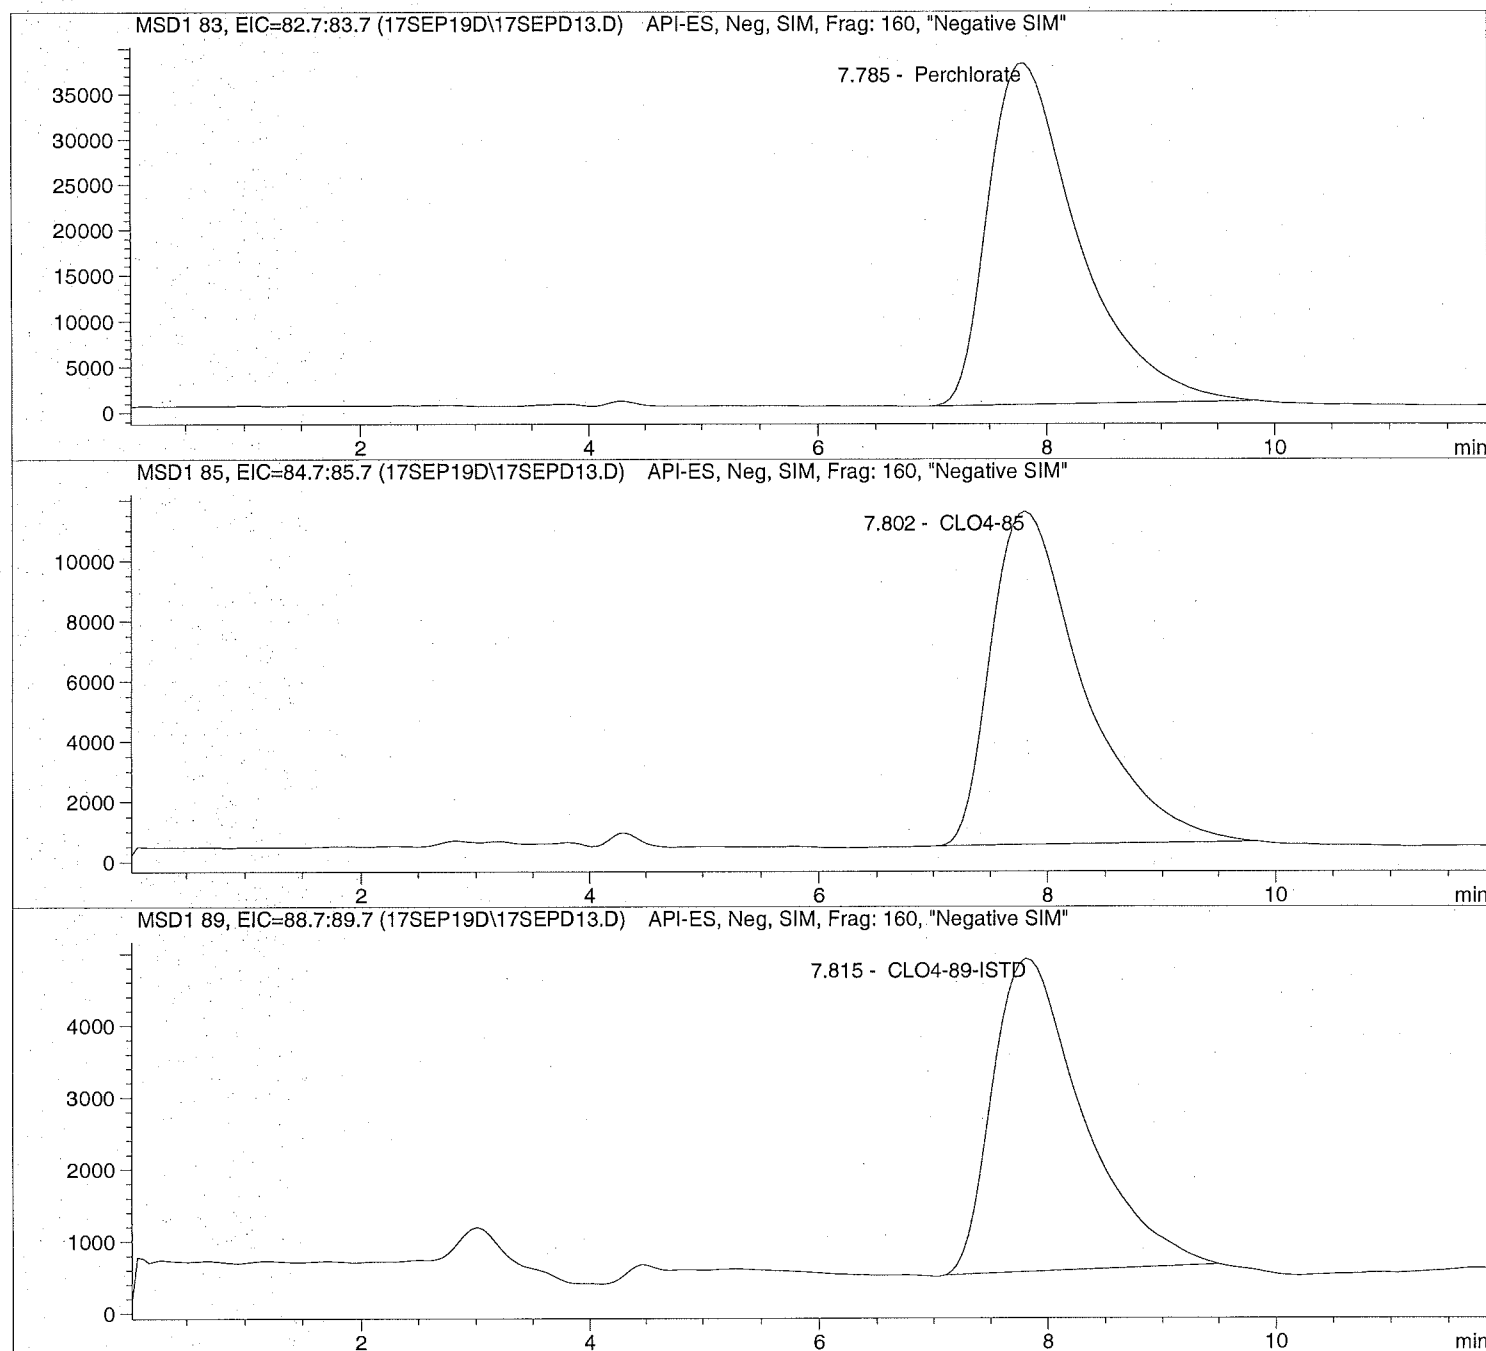 MSD1 83, EIC=82.7:83.7 (17SEP19D\17SEPD13.D) API-ES, Neg, SIM, Frag: 160, "Negative SIM"
7.785 - Perchlorate
35000
30000
25000
20000
15000
10000
5000
0
2 4 6 8 10 min
MSD1 85, EIC=84.7:85.7 (17SEP19D\17SEPD13.D) API-ES, Neg, SIM, Frag: 160, "Negative SIM"
7.802 - CLO4-85
10000
8000
6000
4000
2000
0
2 4 6 8 10 min
MSD1 89, EIC=88.7:89.7 (17SEP19D\17SEPD13.D) API-ES, Neg, SIM, Frag: 160, "Negative SIM"
7.815 - CLO4-89-ISTD
4000
3000
2000
1000
0
2 4 6 8 10 min